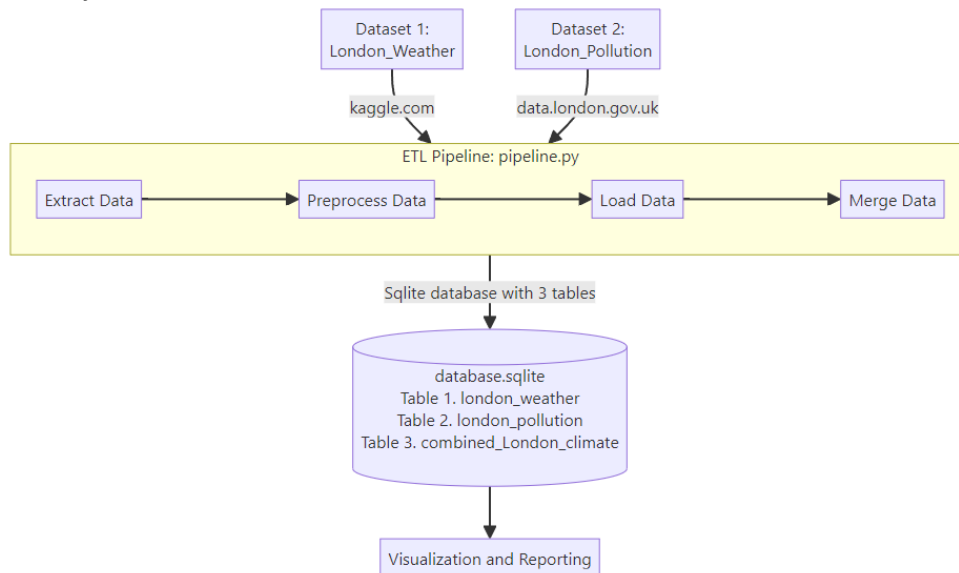 Dataset 1:
London_Weather
Dataset 2:
London_Pollution
kaggle.com
data.london.gov.uk
ETL Pipeline: pipeline.py
Extract Data
Preprocess Data
Load Data
Merge Data
Sqlite database with 3 tables
database.sqlite
Table 1. london_weather
Table 2. london_pollution
Table 3. combined_London_climate
Visualization and Reporting